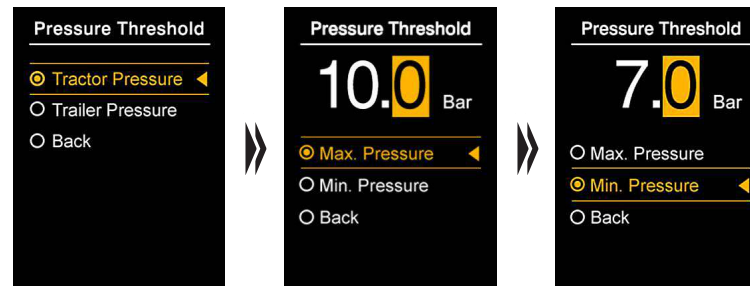 Pressure Threshold
Tractor Pressure
Trailer Pressure
Back
Pressure Threshold
10.0 Bar
Max. Pressure
Min. Pressure
Back
Pressure Threshold
7.0 Bar
Max. Pressure
Min. Pressure
Back